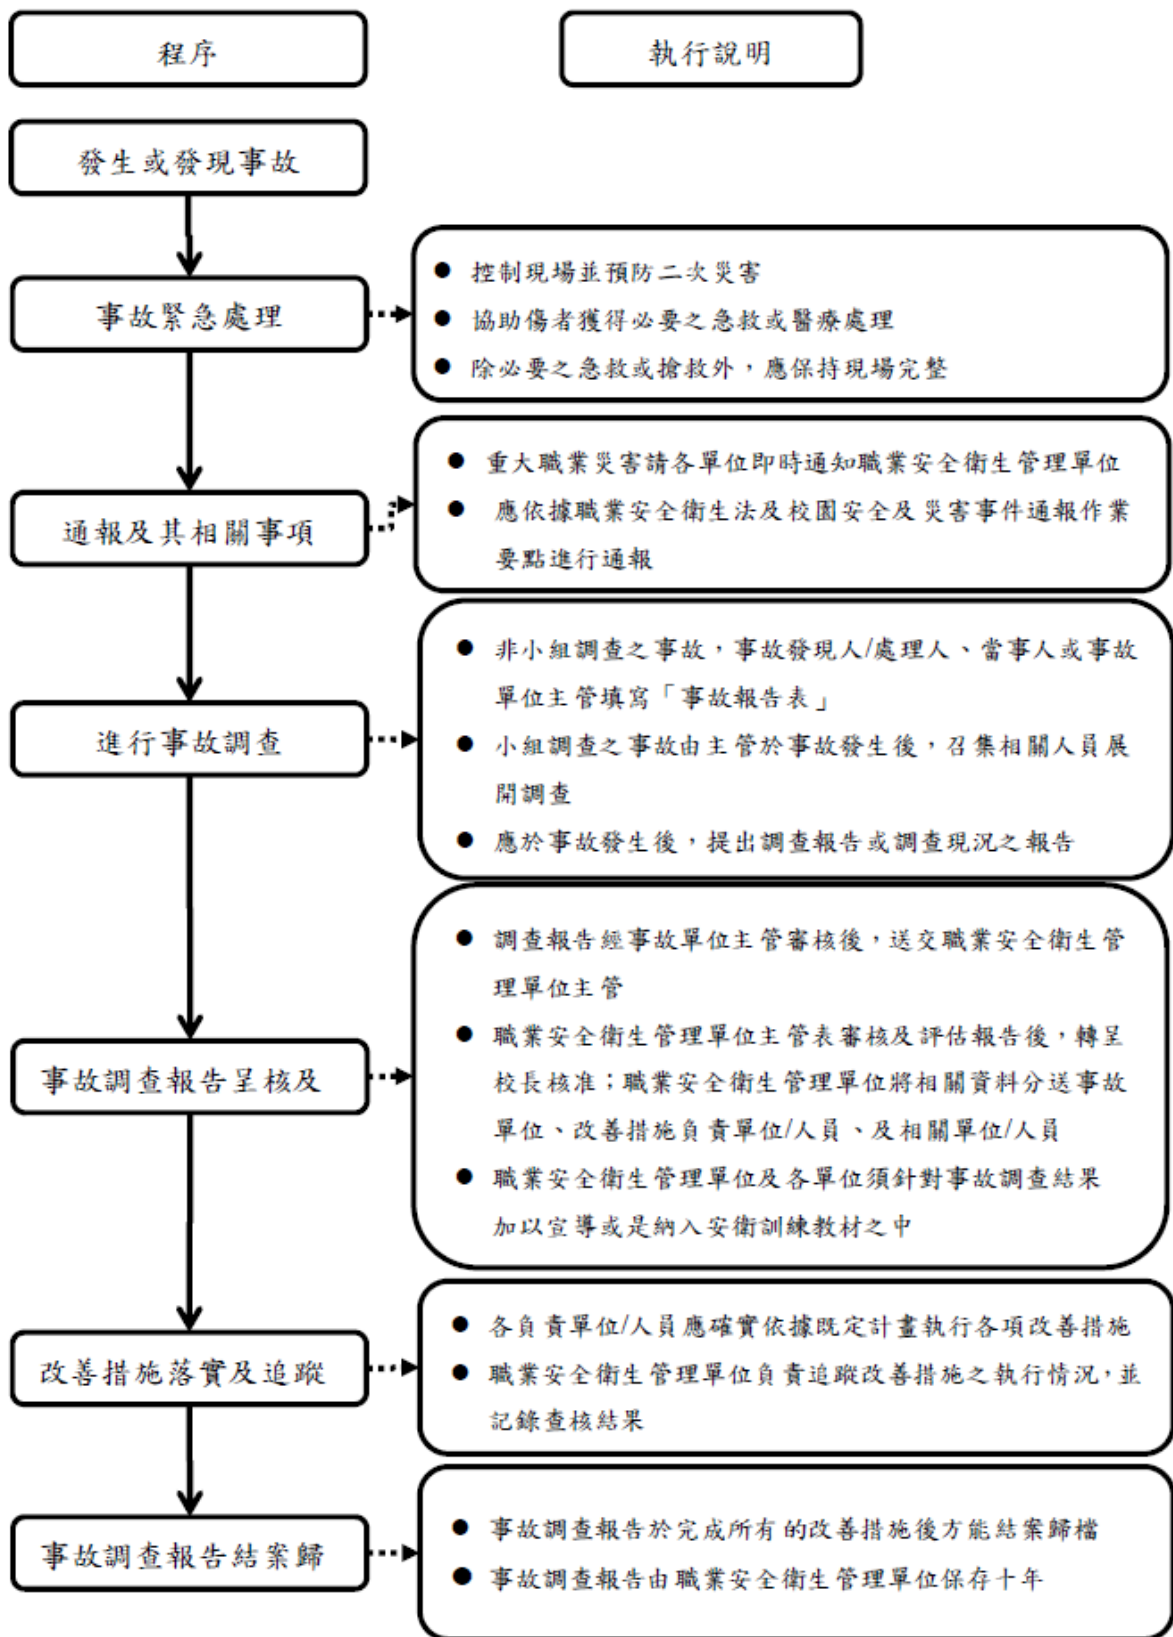 程序
執行說明
發生或發現事故
事故緊急處理
● 控制現場並預防二次災害
● 協助傷者獲得必要之急救或醫療處理
● 除必要之急救或搶救外，應保持現場完整
通報及其相關事項
● 重大職業災害請各單位即時通知職業安全衛生管理單位
● 應依據職業安全衛生法及校園安全及災害事件通報作業
要點進行通報
進行事故調查
● 非小組調查之事故，事故發現人/處理人、當事人或事故
單位主管填寫「事故報告表」
● 小組調查之事故由主管於事故發生後，召集相關人員展
開調查
● 應於事故發生後，提出調查報告或調查現況之報告
事故調查報告呈核及
● 調查報告經事故單位主管審核後，送交職業安全衛生管
理單位主管
● 職業安全衛生管理單位主管表審核及評估報告後，轉呈
校長核准；職業安全衛生管理單位將相關資料分送事故
單位、改善措施負責單位/人員、及相關單位/人員
● 職業安全衛生管理單位及各單位須針對事故調查結果
加以宣導或是納入安衛訓練教材之中
改善措施落實及追蹤
● 各負責單位/人員應確實依據既定計畫執行各項改善措施
● 職業安全衛生管理單位負責追蹤改善措施之執行情況，並
記錄查核結果
事故調查報告結案歸
● 事故調查報告於完成所有的改善措施後方能結案歸檔
● 事故調查報告由職業安全衛生管理單位保存十年